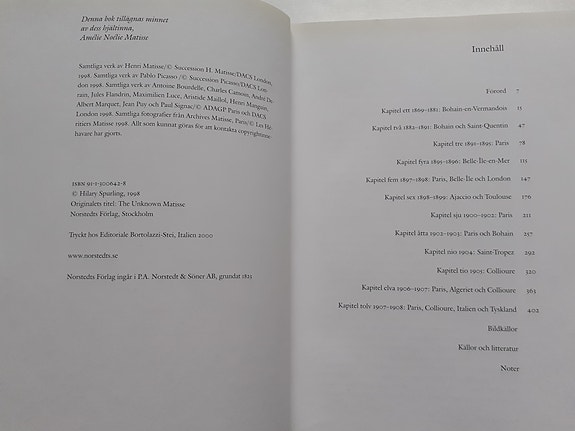 Denna bok tillägnas minnet
av dess hjältinna,
Amélie Noélie Matisse
Samtliga verk av Henri Matisse/© Succession H. Matisse/DACS London,
1998. Samtliga verk av Pablo Picasso /© Succession Picasso/DACS Lon-
don 1998. Samtliga verk av Antoine Bourdelle, Charles Camoin, André De-
rain, Jules Flandrin, Maximilien Luce, Aristide Maillol, Henri Manguin,
Albert Marquet, Jean Puy och Paul Signac/© ADAGP Paris och DACS
London 1998. Samtliga fotografier från Archives Matisse, Paris/© Les Hé-
ritiers Matisse 1998. Allt som kunnat göras för att kontakta copyrightinne-
havare har gjorts.
ISBN 91-1-300642-8
© Hilary Spurling, 1998
Originalets titel: The Unknown Matisse
Norstedts Förlag, Stockholm
Tryckt hos Editoriale Bortolazzi-Stei, Italien 2000
www.norstedts.se
Norstedts Förlag ingår i P.A. Norstedt & Söner AB, grundat 1823
Innehåll
Förord 7
Kapitel ett 1869–1881: Bohain-en-Vermandois 15
Kapitel två 1882–1891: Bohain och Saint-Quentin 47
Kapitel tre 1891–1895: Paris 78
Kapitel fyra 1895–1896: Belle-Île-en-Mer 115
Kapitel fem 1897–1898: Paris, Belle-Île och London 147
Kapitel sex 1898–1899: Ajaccio och Toulouse 176
Kapitel sju 1900–1902: Paris 211
Kapitel åtta 1902–1903: Paris och Bohain 257
Kapitel nio 1904: Saint-Tropez 292
Kapitel tio 1905: Collioure 320
Kapitel elva 1906–1907: Paris, Algeriet och Collioure 363
Kapitel tolv 1907–1908: Paris, Collioure, Italien och Tyskland 402
Bildkällor
Källor och litteratur
Noter